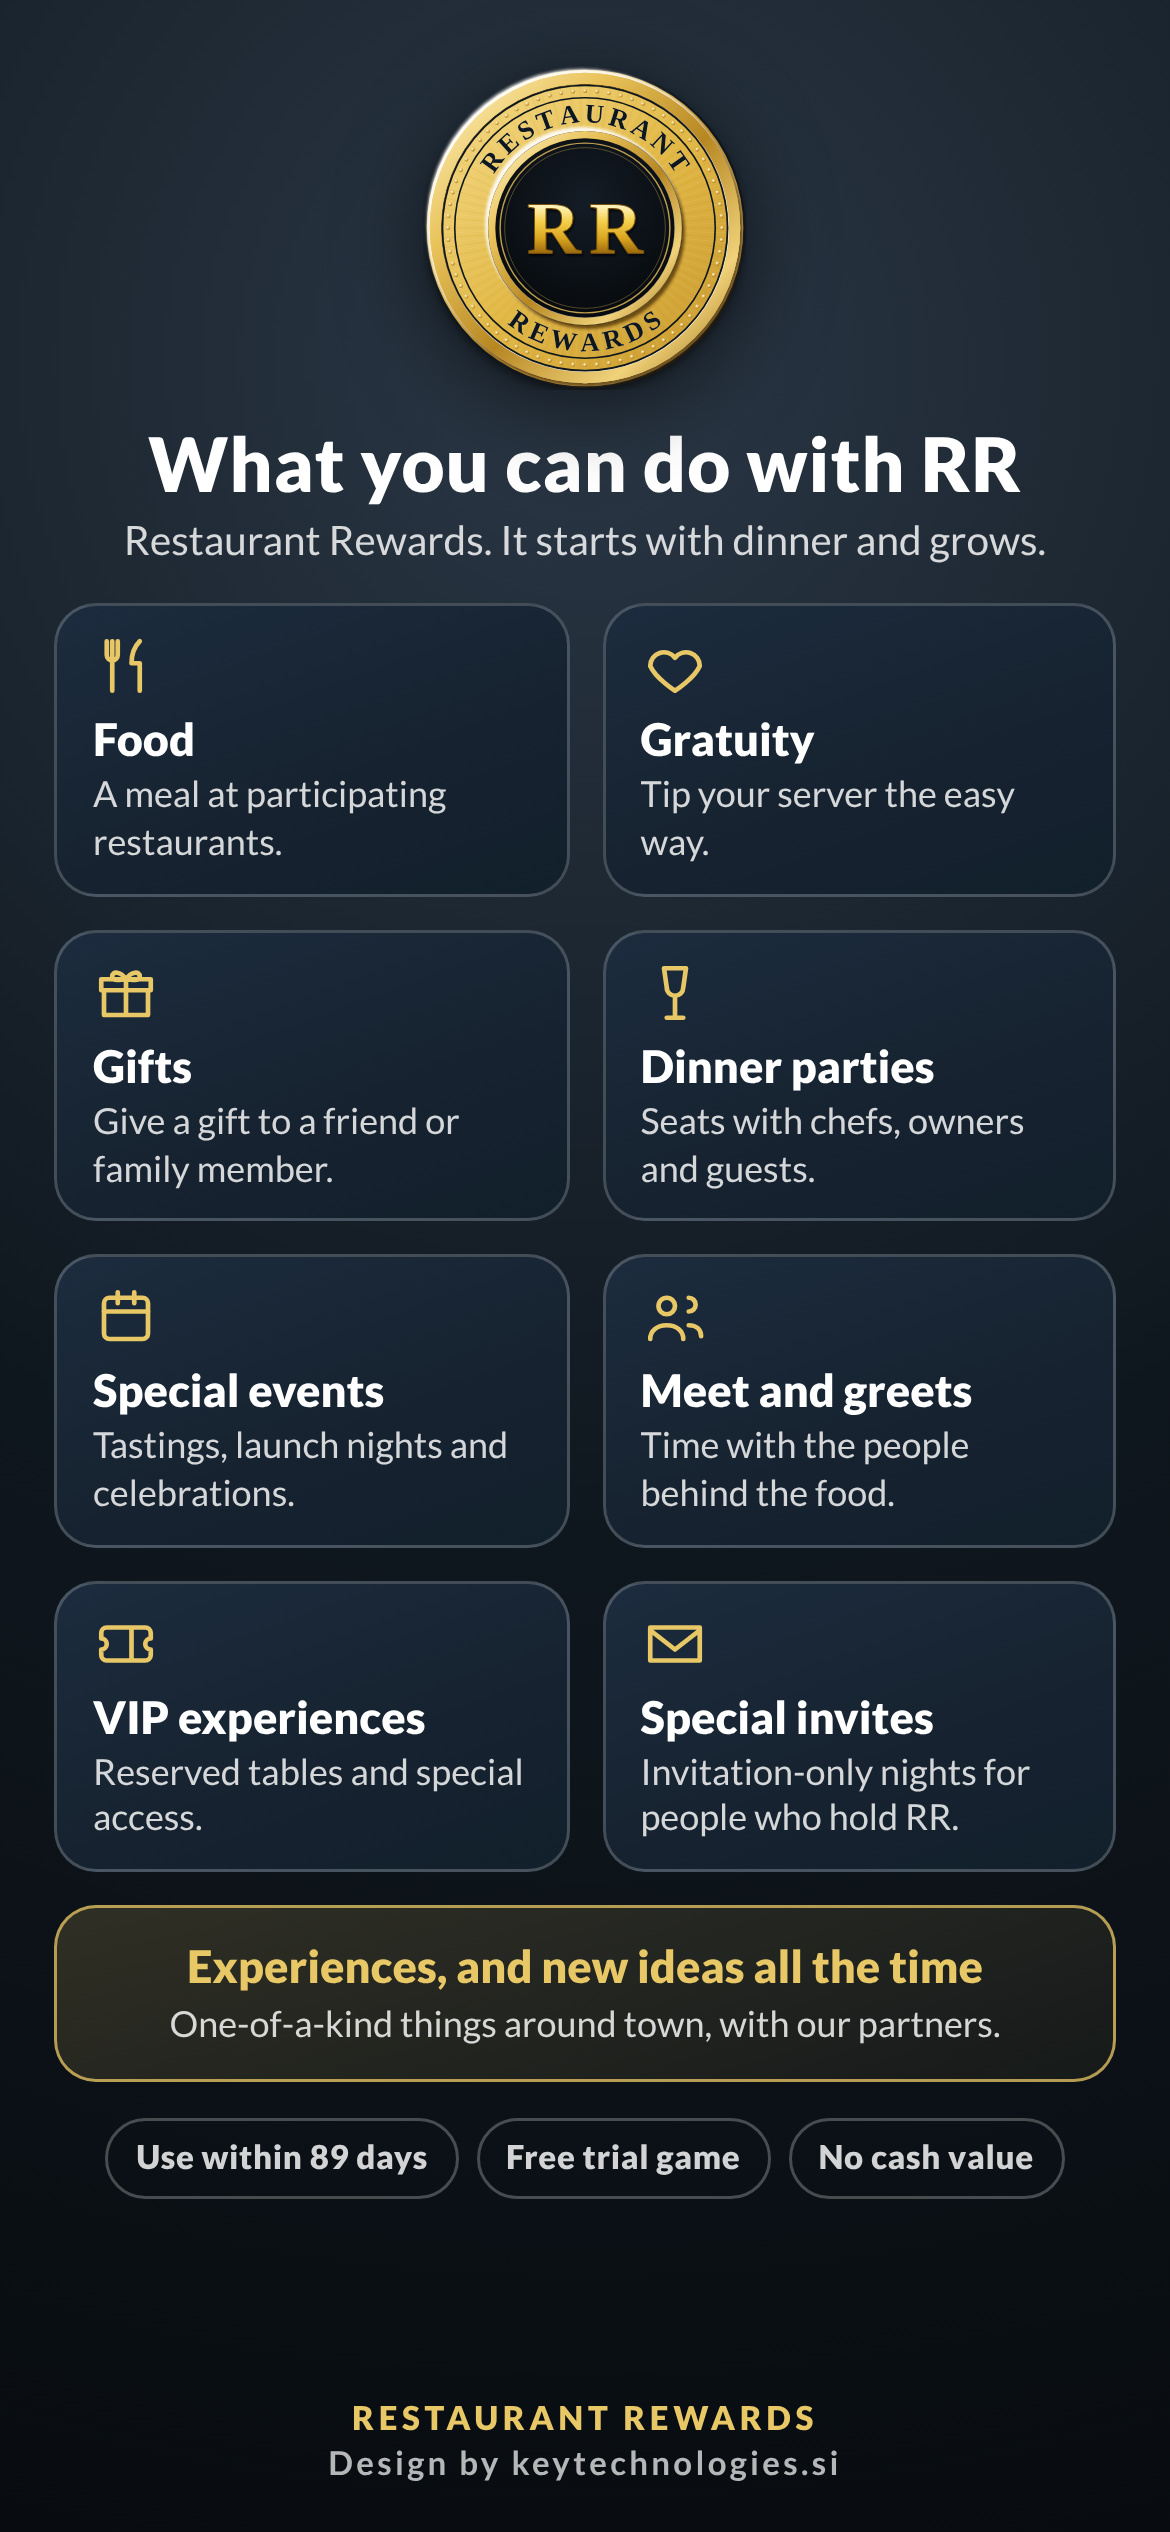 RESTAURANT
RR
REWARDS
What you can do with RR
Restaurant Rewards. It starts with dinner and grows.
Food
A meal at participating
restaurants.
Gratuity
Tip your server the easy
way.
Gifts
Give a gift to a friend or
family member.
Dinner parties
Seats with chefs, owners
and guests.
Special events
Tastings, launch nights and
celebrations.
Meet and greets
Time with the people
behind the food.
VIP experiences
Reserved tables and special
access.
Special invites
Invitation-only nights for
people who hold RR.
Experiences, and new ideas all the time
One-of-a-kind things around town, with our partners.
Use within 89 days
Free trial game
No cash value
RESTAURANT REWARDS
Design by keytechnologies.si